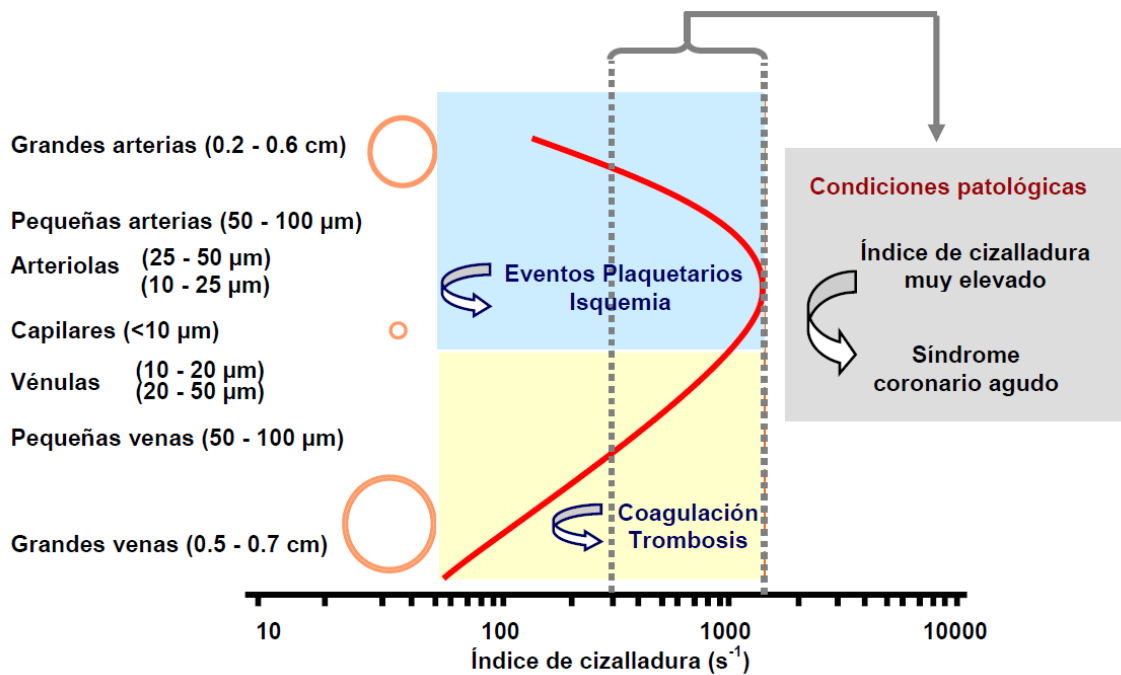 Grandes arterias (0.2 - 0.6 cm)
Pequeñas arterias (50 - 100 µm)
Arteriolas (25 - 50 µm)
(10 - 25 µm)
Capilares (<10 µm)
Vénulas (10 - 20 µm)
(20 - 50 µm)
Pequeñas venas (50 - 100 µm)
Grandes venas (0.5 - 0.7 cm)
Eventos Plaquetarios
Isquemia
Coagulación
Trombosis
Condiciones patológicas
Índice de cizalladura
muy elevado
Síndrome
coronario agudo
10 100 1000 10000
Índice de cizalladura (s⁻¹)